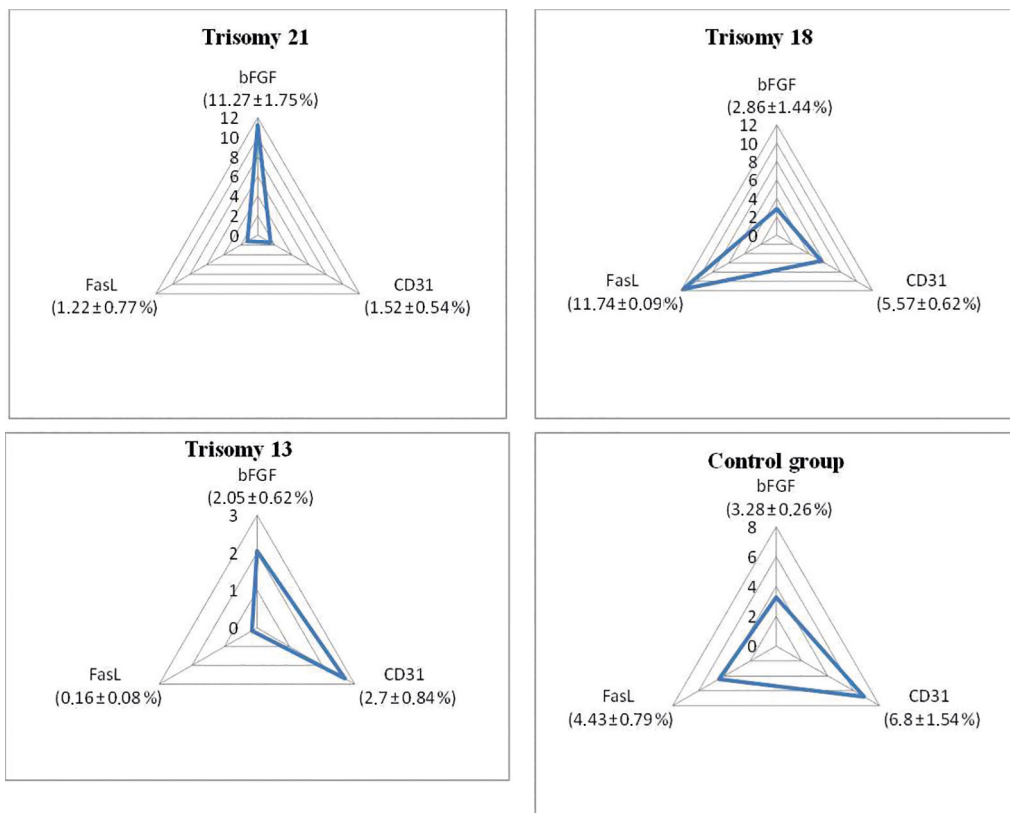 Trisomy 21
bFGF
(11.27±1.75%)
12
10
8
6
4
2
0
FasL
(1.22±0.77%)
CD31
(1.52±0.54%)
Trisomy 18
bFGF
(2.86±1.44%)
12
10
8
6
4
2
0
FasL
(11.74±0.09%)
CD31
(5.57±0.62%)
Trisomy 13
bFGF
(2.05±0.62%)
3
2
1
0
FasL
(0.16±0.08%)
CD31
(2.7±0.84%)
Control group
bFGF
(3.28±0.26%)
8
6
4
2
0
FasL
(4.43±0.79%)
CD31
(6.8±1.54%)